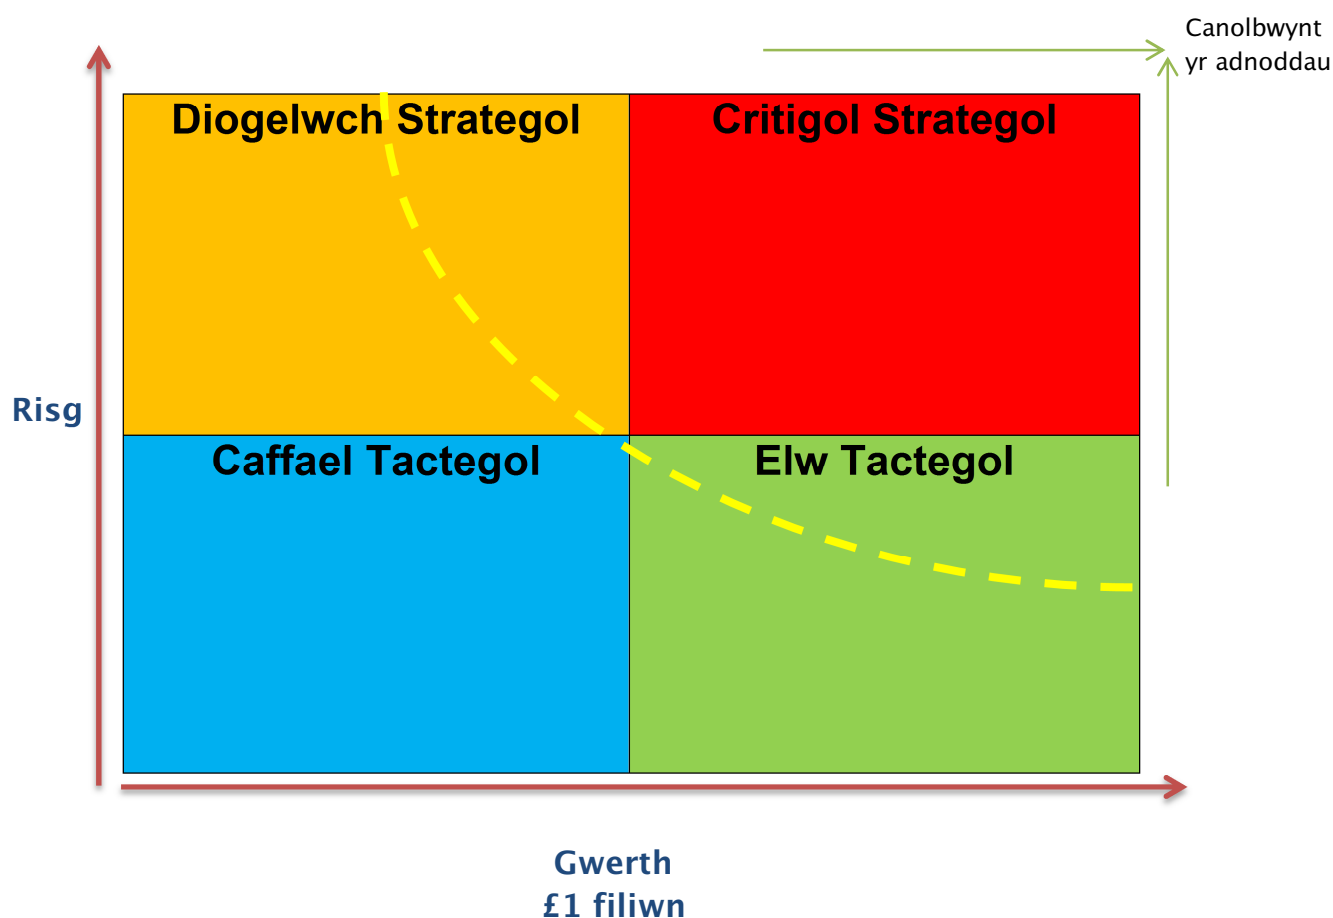 Canolbwynt
yr adnoddau
Diogelwch Strategol
Critigol Strategol
Risg
Caffael Tactegol
Elw Tactegol
Gwerth
£1 filiwn